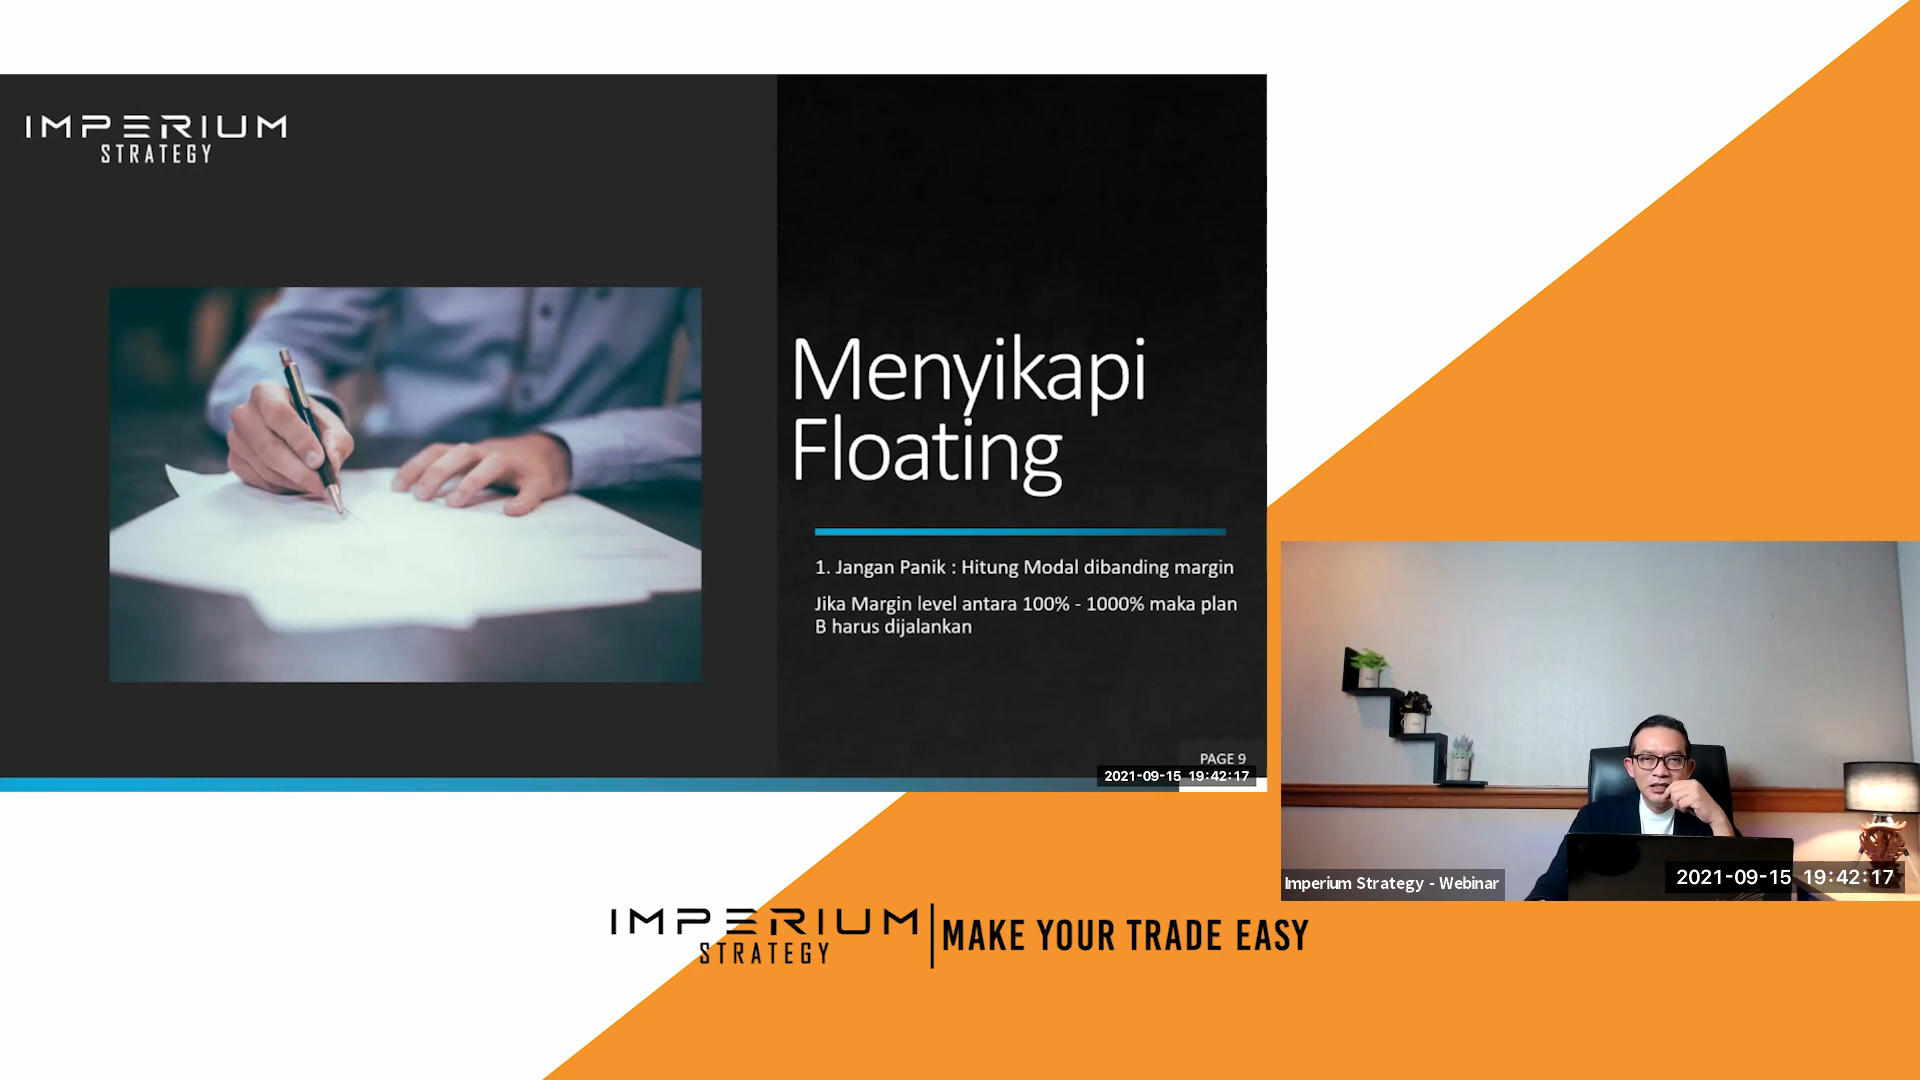 IMPERIUM
STRATEGY
Menyikapi
Floating
1. Jangan Panik : Hitung Modal dibanding margin
Jika Margin level antara 100% - 1000% maka plan
B harus dijalankan
PAGE 9
2021-09-15 19:42:17
Imperium Strategy - Webinar
2021-09-15 19:42:17
IMPERIUM
STRATEGY
MAKE YOUR TRADE EASY